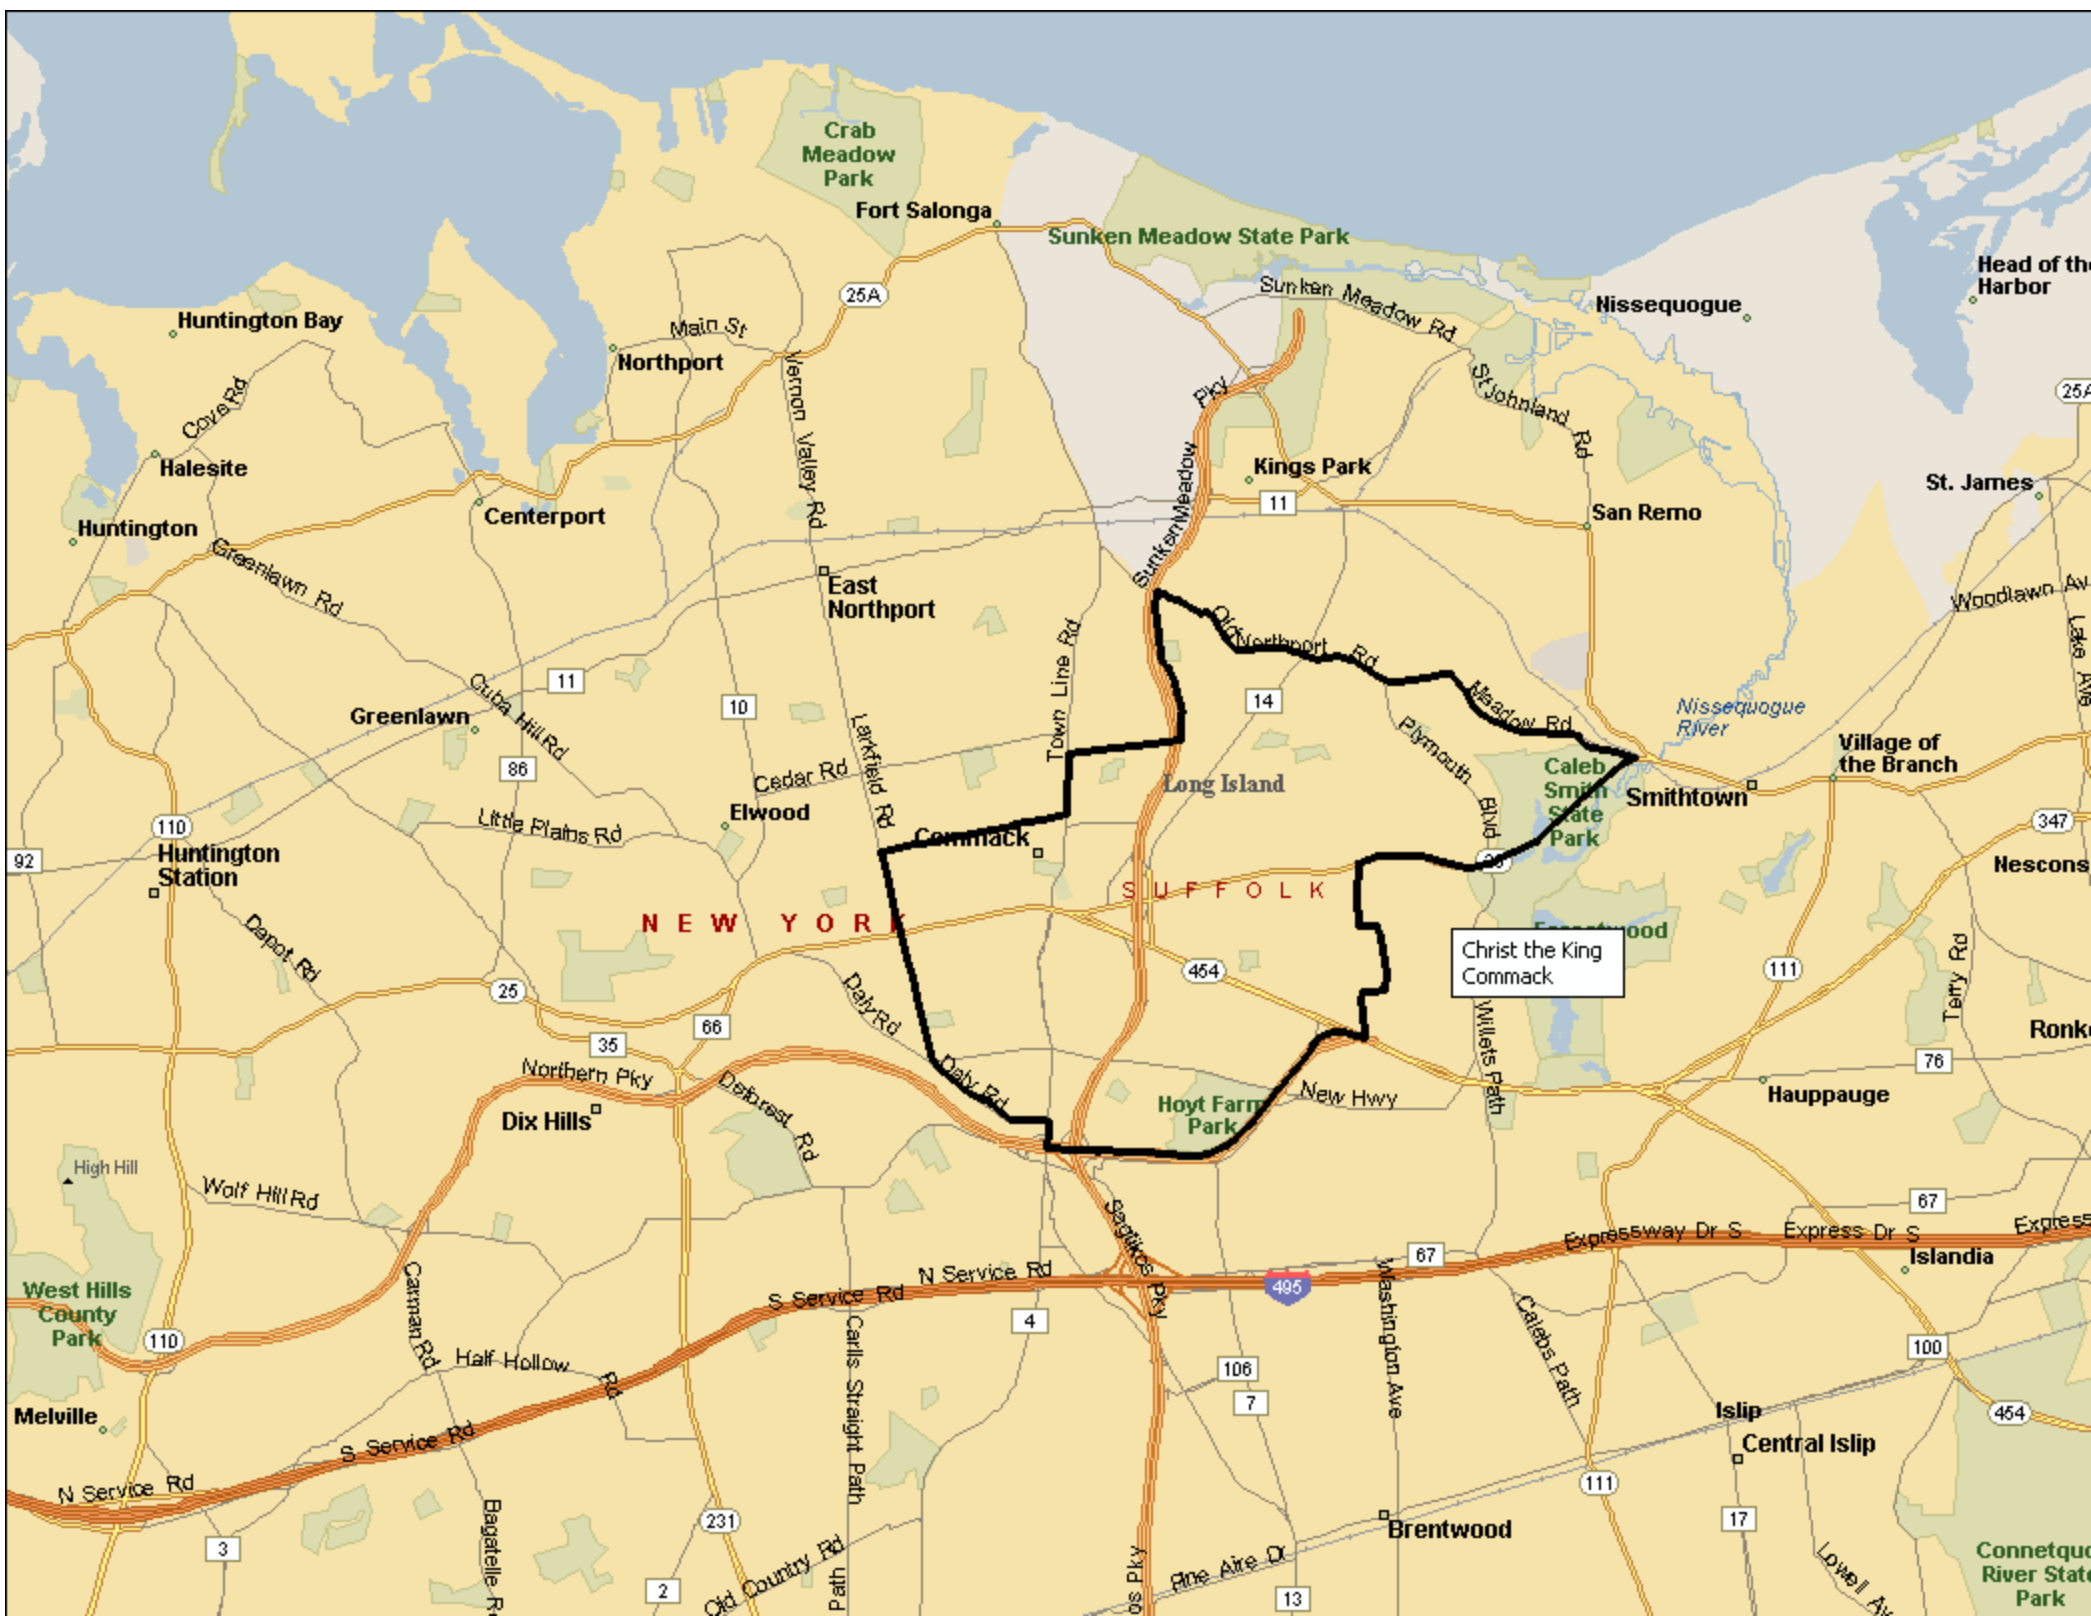 Crab
Meadow
Park
Fort Salonga
Sunken Meadow State Park
Head of the
Harbor
Sunken Meadow Rd
25A
Nissequogue
Huntington Bay
Main St
Northport
Vernon Valley Rd
Pky
St Johnland Rd
25A
Cove Rd
Halesite
Sunken Meadow
Kings Park
11
St. James
Centerport
San Remo
Huntington
Greenlawn Rd
East
Northport
Woodlawn Av
Old Northport Rd
Town Line Rd
Lake Ave
11
Cuba Hill Rd
10
14
Meadow Rd
Nissequogue
River
Greenlawn
Larkfield Rd
Plymouth Blvd
Village of
the Branch
86
Cedar Rd
Long Island
Caleb
Smith
State
Park
Smithtown
110
Little Plains Rd
Elwood
Commack
347
92
Huntington
Station
Nescons
SUFFOLK
NEW YORK
Depot Rd
Christ the King
Commack
454
111
Terry Rd
25
Daly Rd
66
35
Willets Path
Ronk
76
Northern Pky
Deforest Rd
Daly Rd
Dix Hills
Hoyt Farm
Park
New Hwy
Hauppauge
High Hill
Wolf Hill Rd
67
Sagtikos Pky
Expressway Dr S
Express Dr S
Express
67
Islandia
West Hills
County
Park
Carman Rd
N Service Rd
S Service Rd
495
Washington Ave
4
Calebs Path
110
Half Hollow Rd
Carlls Straight Path
106
100
7
Melville
S Service Rd
Islip
454
Central Islip
N Service Rd
111
Bagatelle R
231
Brentwood
17
3
Old Country Rd
Path
os Pky
Pine Aire Dr
Lowell Av
Connetquo
River State
Park
2
13